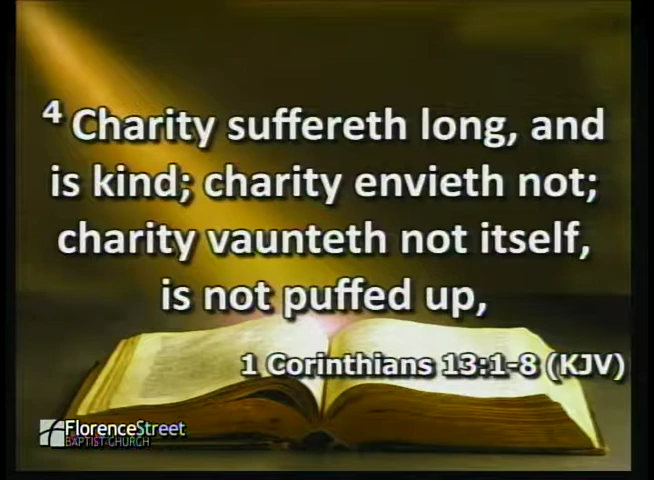 4 Charity suffereth long, and
is kind; charity envieth not;
charity vaunteth not itself,
is not puffed up,
1 Corinthians 13:1-8 (KJV)
FlorenceStreet
BAPTIST CHURCH